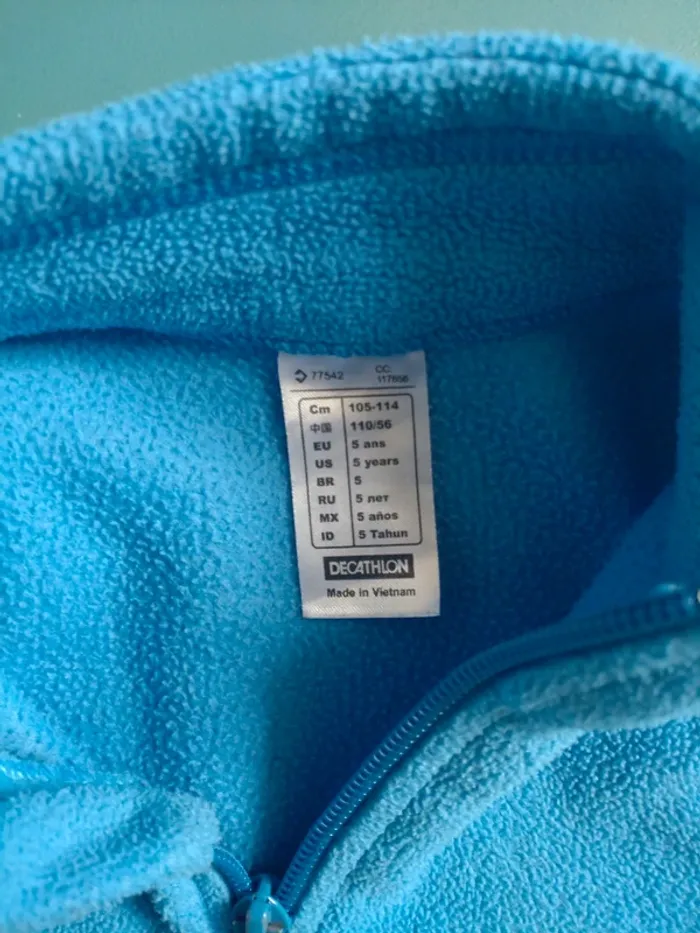 77542 CC:
117656
Cm 105-114
中国 110/56
EU 5 ans
US 5 years
BR 5
RU 5 лет
MX 5 años
ID 5 Tahun
DECATHLON
Made in Vietnam